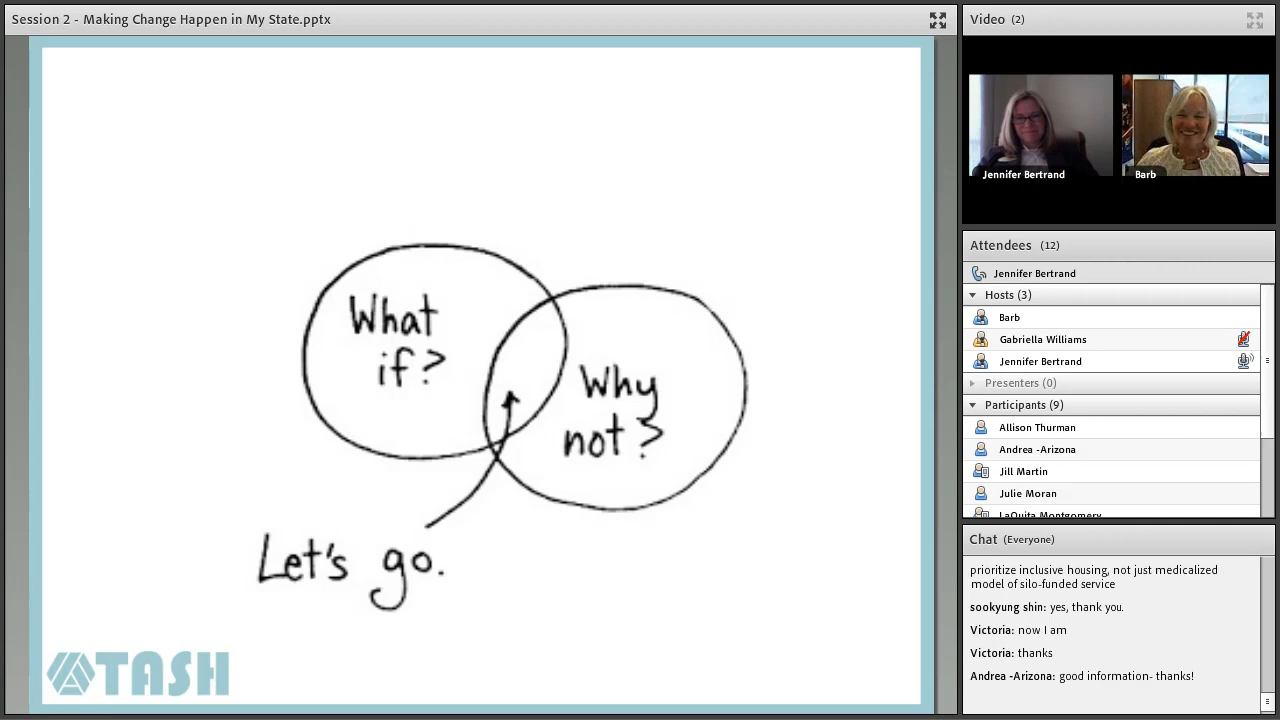 Session 2 - Making Change Happen in My State.pptx
What
if?
Why
not?
Let's go.
TASH
Video (2)
Jennifer Bertrand
Barb
Attendees (12)
Jennifer Bertrand
Hosts (3)
Barb
Gabriella Williams
Jennifer Bertrand
Presenters (0)
Participants (9)
Allison Thurman
Andrea -Arizona
Jill Martin
Julie Moran
LaQuita Montgomery
Chat (Everyone)
prioritize inclusive housing, not just medicalized
model of silo-funded service
sookyung shin: yes, thank you.
Victoria: now I am
Victoria: thanks
Andrea -Arizona: good information- thanks!